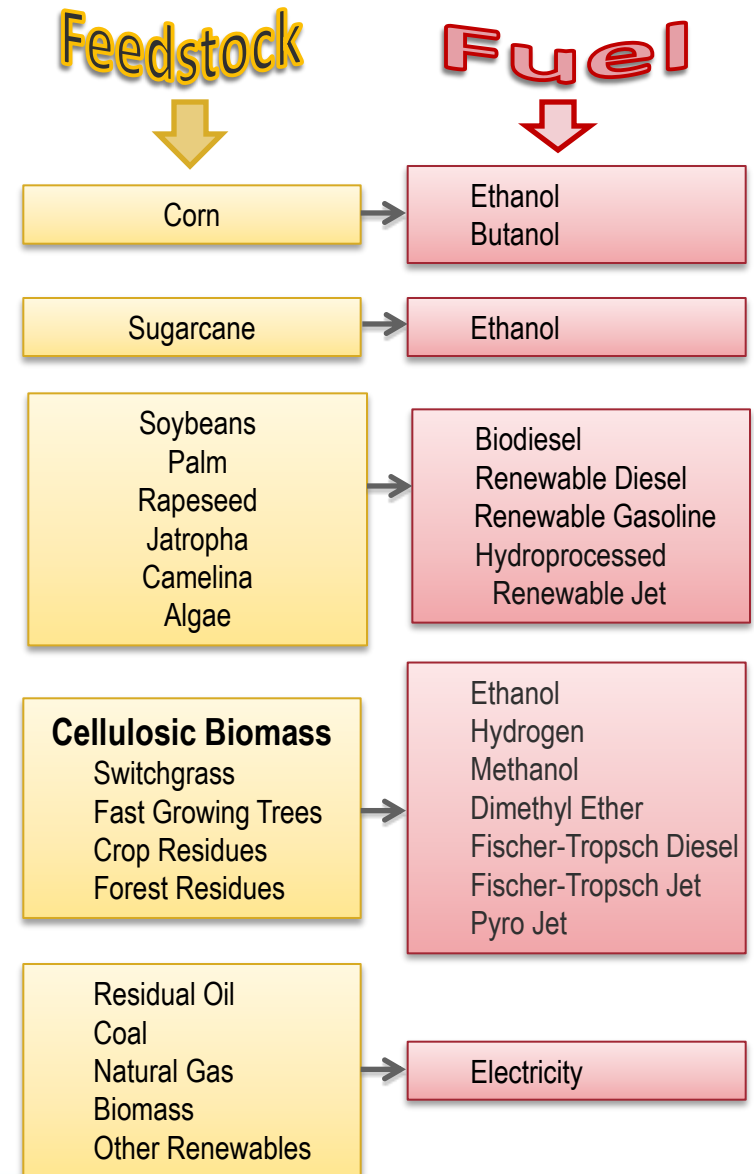 Feedstock
Fuel
Corn
Ethanol
Butanol
Sugarcane
Ethanol
Soybeans
Palm
Rapeseed
Jatropha
Camelina
Algae
Biodiesel
Renewable Diesel
Renewable Gasoline
Hydroprocessed
Renewable Jet
Cellulosic Biomass
Switchgrass
Fast Growing Trees
Crop Residues
Forest Residues
Ethanol
Hydrogen
Methanol
Dimethyl Ether
Fischer-Tropsch Diesel
Fischer-Tropsch Jet
Pyro Jet
Residual Oil
Coal
Natural Gas
Biomass
Other Renewables
Electricity